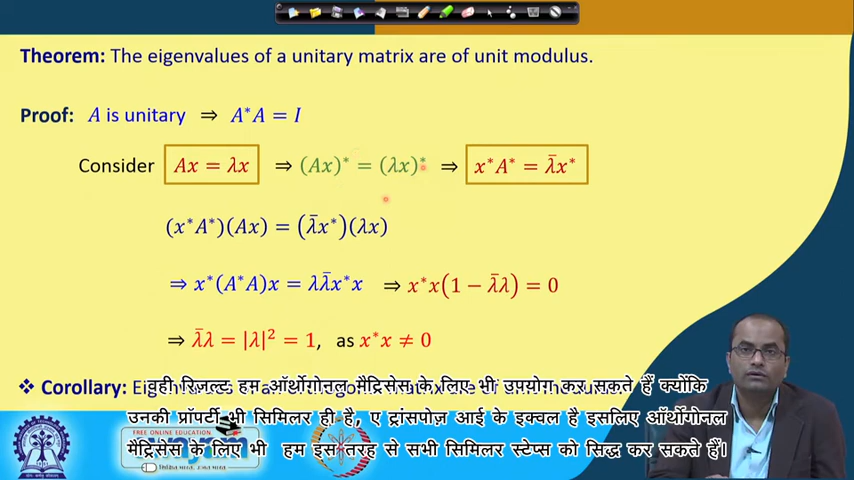 Theorem: The eigenvalues of a unitary matrix are of unit modulus.
Proof: A is unitary ⇒ A*A = I
Consider Ax = λx ⇒ (Ax)* = (λx)* ⇒ x*A* = λ̄x*
(x*A*)(Ax) = (λ̄x*)(λx)
⇒ x*(A*A)x = λλ̄x*x ⇒ x*x(1 − λ̄λ) = 0
⇒ λ̄λ = |λ|² = 1, as x*x ≠ 0
❖ Corollary:
वही रिज़ल्ट हम ऑर्थोगोनल मैट्रिसेस के लिए भी उपयोग कर सकते हैं क्योंकि
उनकी प्रॉपर्टी भी सिमिलर ही है, ए ट्रांसपोज़ आई के इक्वल है इसलिए ऑर्थोगोनल
मैट्रिसेस के लिए भी हम इस तरह से सभी सिमिलर स्टेप्स को सिद्ध कर सकते हैं।
FREE ONLINE EDUCATION
swayam